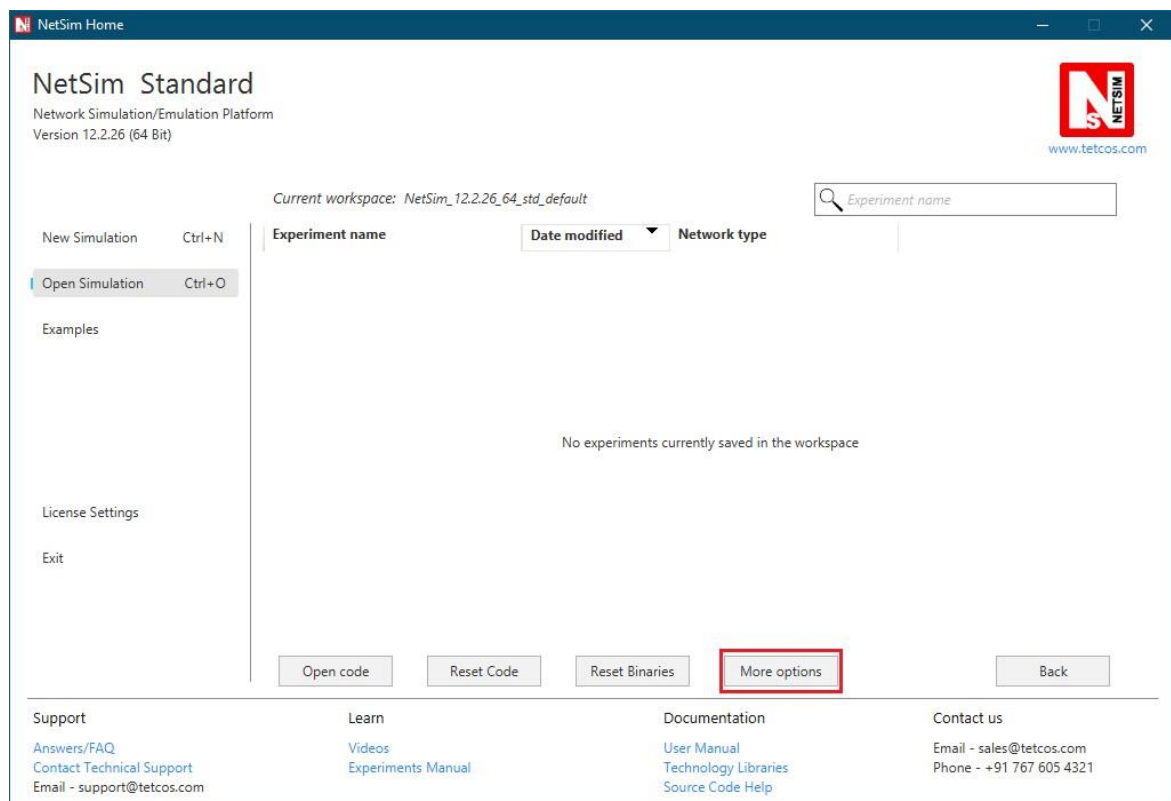 NetSim Home
NetSim Standard
Network Simulation/Emulation Platform
Version 12.2.26 (64 Bit)
NS NETSIM
www.tetcos.com
Current workspace: NetSim_12.2.26_64_std_default
Experiment name
New Simulation Ctrl+N
Open Simulation Ctrl+O
Examples
License Settings
Exit
Experiment name Date modified Network type
No experiments currently saved in the workspace
Open code Reset Code Reset Binaries More options Back
Support
Answers/FAQ
Contact Technical Support
Email - support@tetcos.com
Learn
Videos
Experiments Manual
Documentation
User Manual
Technology Libraries
Source Code Help
Contact us
Email - sales@tetcos.com
Phone - +91 767 605 4321